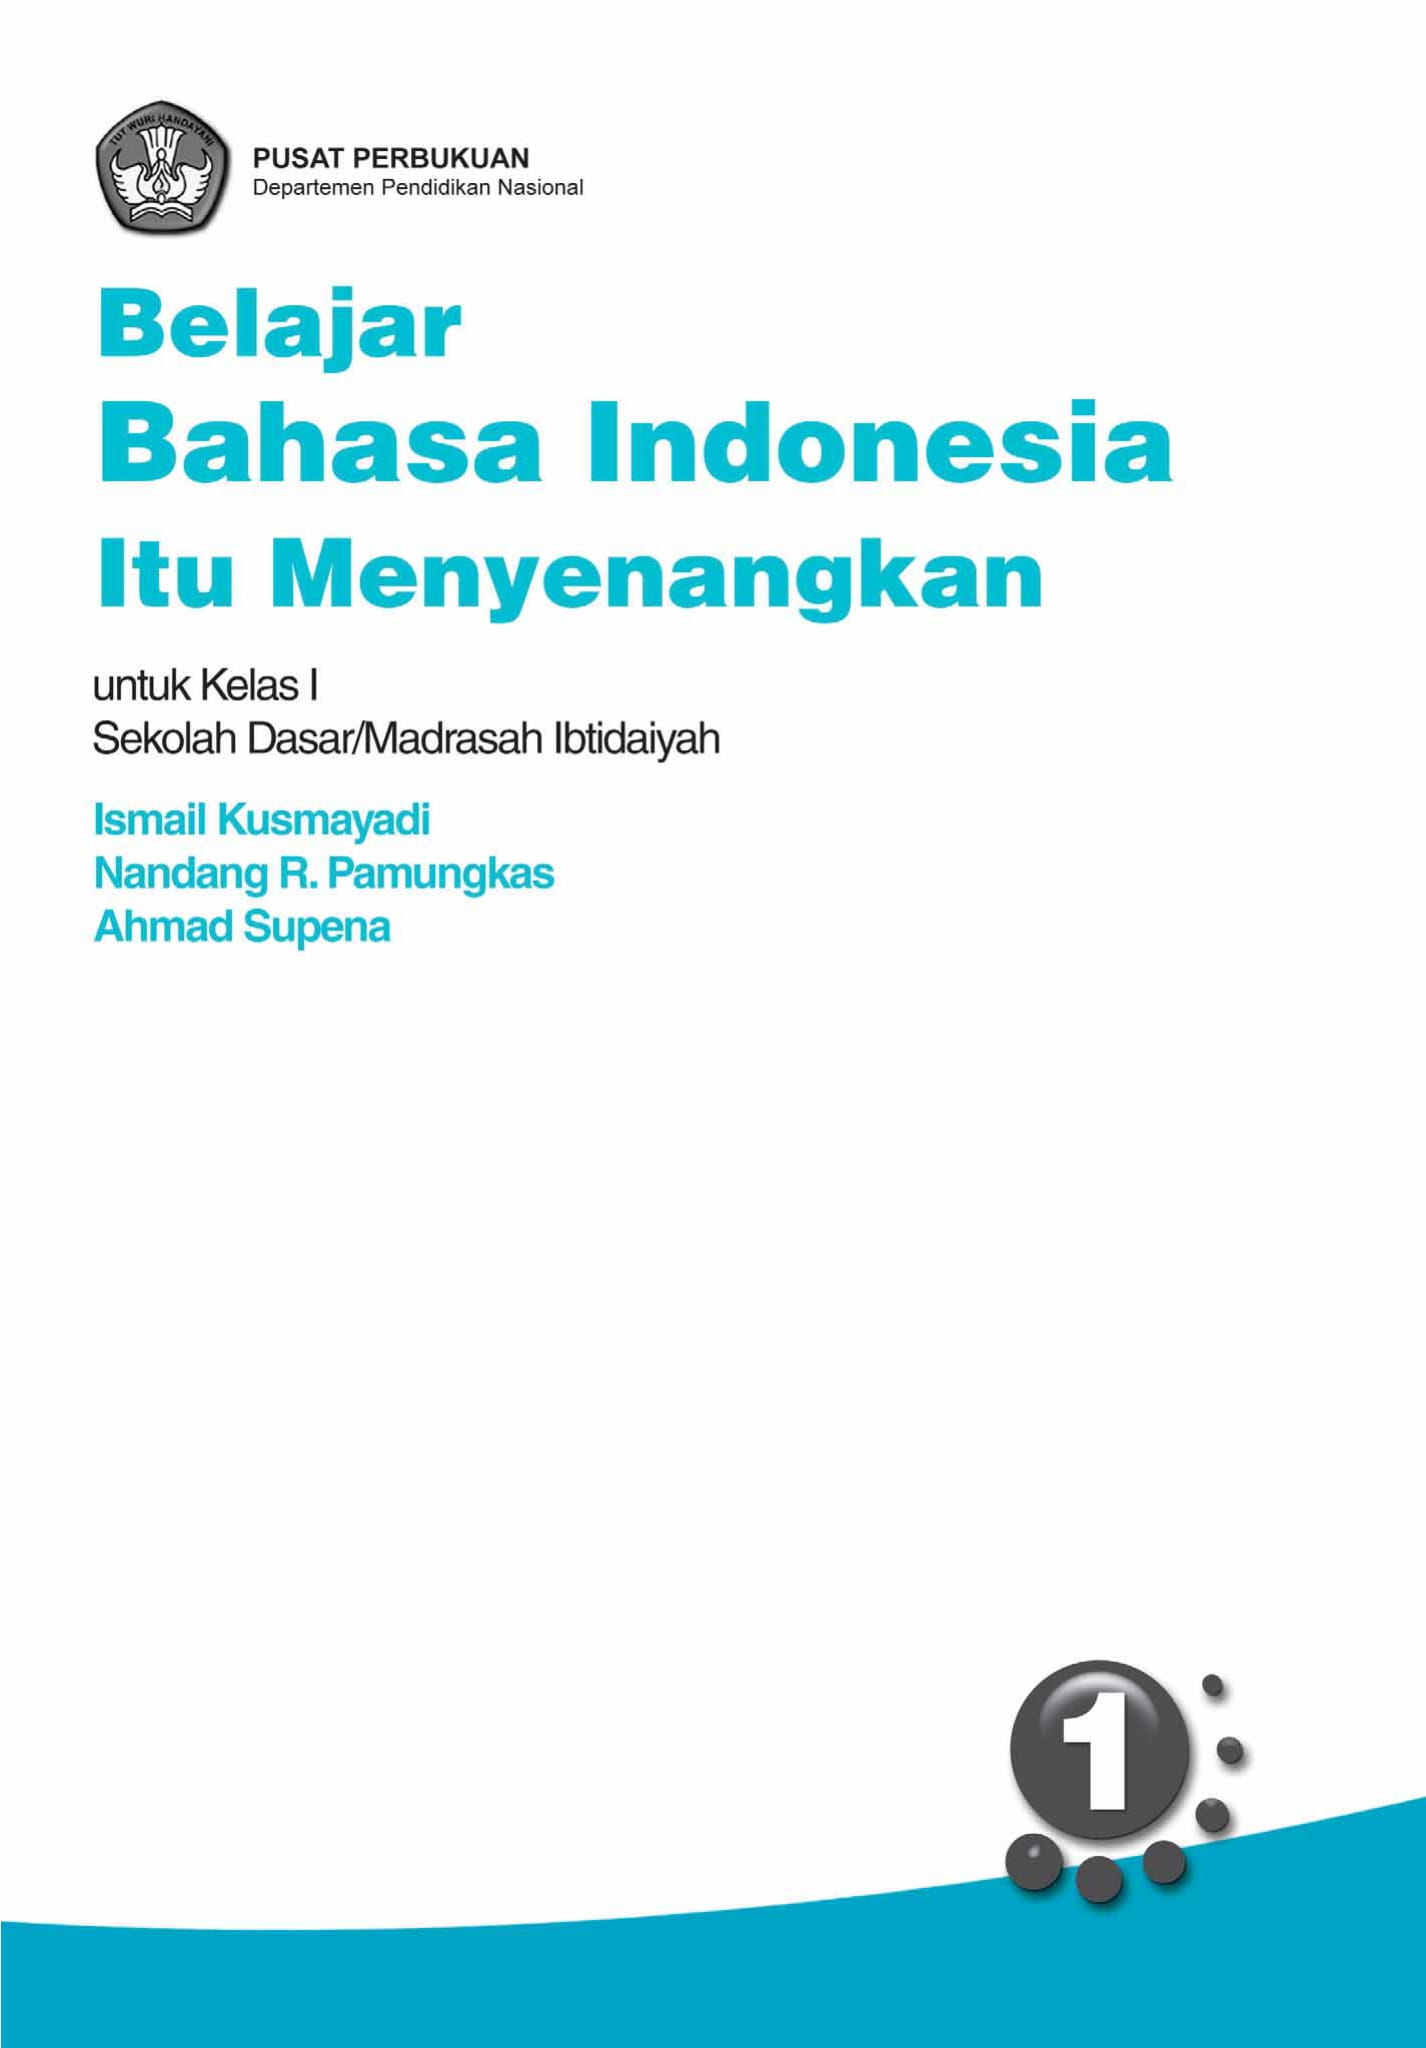 TUT WURI HANDAYANI
PUSAT PERBUKUAN
Departemen Pendidikan Nasional
Belajar
Bahasa Indonesia
Itu Menyenangkan
untuk Kelas I
Sekolah Dasar/Madrasah Ibtidaiyah
Ismail Kusmayadi
Nandang R. Pamungkas
Ahmad Supena
1